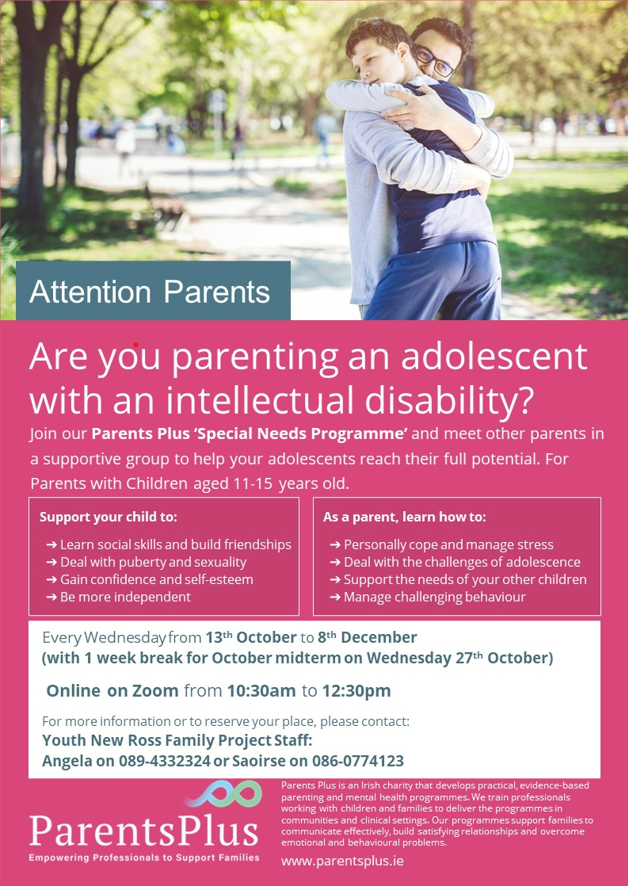 Attention Parents
Are you parenting an adolescent
with an intellectual disability?
Join our Parents Plus ‘Special Needs Programme’ and meet other parents in
a supportive group to help your adolescents reach their full potential. For
Parents with Children aged 11-15 years old.
Support your child to:
➔ Learn social skills and build friendships
➔ Deal with puberty and sexuality
➔ Gain confidence and self-esteem
➔ Be more independent
As a parent, learn how to:
➔ Personally cope and manage stress
➔ Deal with the challenges of adolescence
➔ Support the needs of your other children
➔ Manage challenging behaviour
Every Wednesday from 13th October to 8th December
(with 1 week break for October midterm on Wednesday 27th October)
Online on Zoom from 10:30am to 12:30pm
For more information or to reserve your place, please contact:
Youth New Ross Family Project Staff:
Angela on 089-4332324 or Saoirse on 086-0774123
ParentsPlus
Empowering Professionals to Support Families
Parents Plus is an Irish charity that develops practical, evidence-based
parenting and mental health programmes. We train professionals
working with children and families to deliver the programmes in
communities and clinical settings. Our programmes support families to
communicate effectively, build satisfying relationships and overcome
emotional and behavioural problems.
www.parentsplus.ie